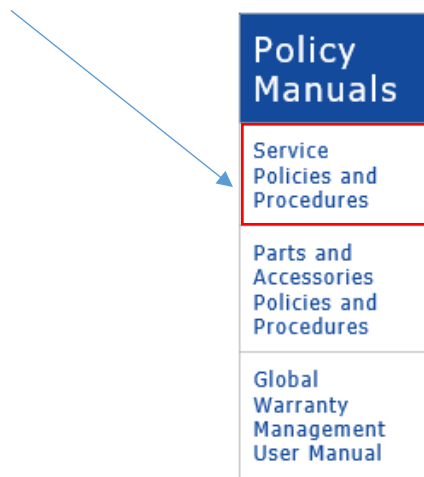 Policy
Manuals
Service
Policies and
Procedures
Parts and
Accessories
Policies and
Procedures
Global
Warranty
Management
User Manual